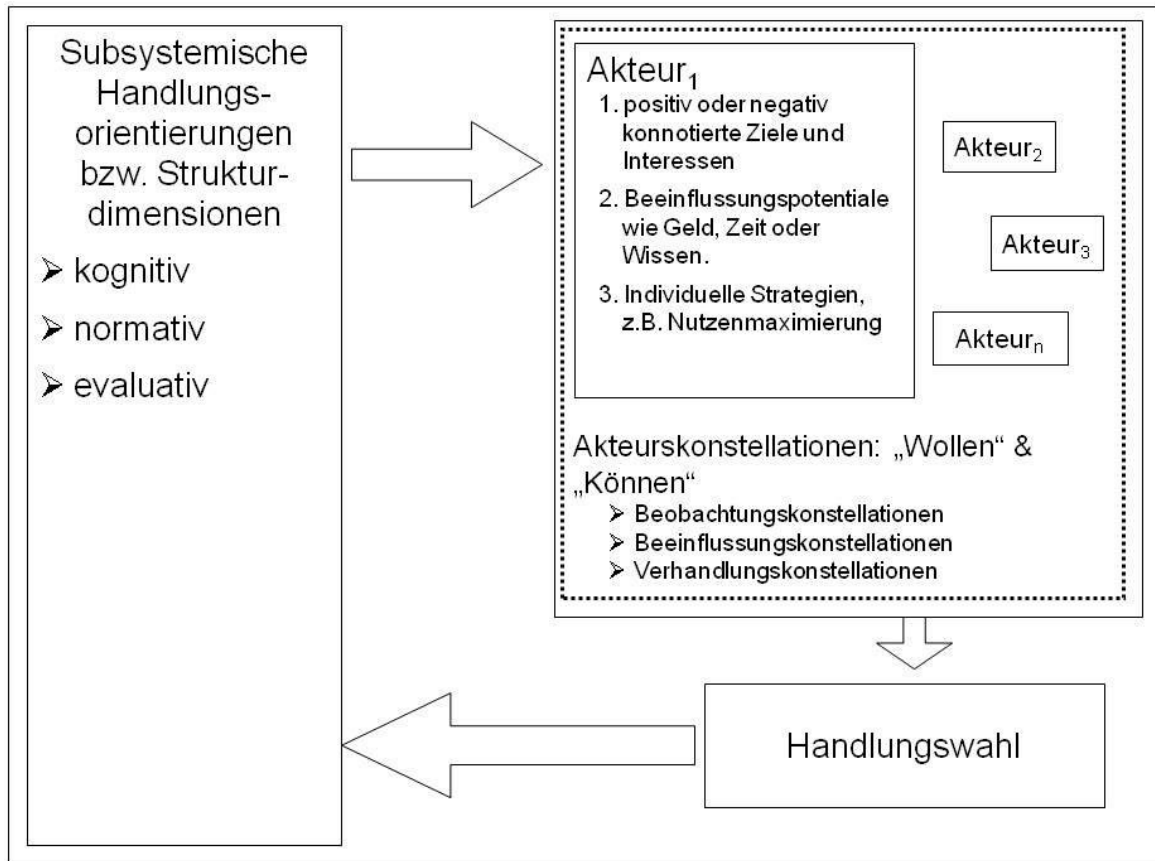 Subsystemische
Handlungs-
orientierungen
bzw. Struktur-
dimensionen
➢ kognitiv
➢ normativ
➢ evaluativ
Akteur₁
1. positiv oder negativ
konnotierte Ziele und
Interessen
2. Beeinflussungspotentiale
wie Geld, Zeit oder
Wissen.
3. Individuelle Strategien,
z.B. Nutzenmaximierung
Akteur₂
Akteur₃
Akteurₙ
Akteurskonstellationen: „Wollen“ &
„Können“
➢ Beobachtungskonstellationen
➢ Beeinflussungskonstellationen
➢ Verhandlungskonstellationen
Handlungswahl